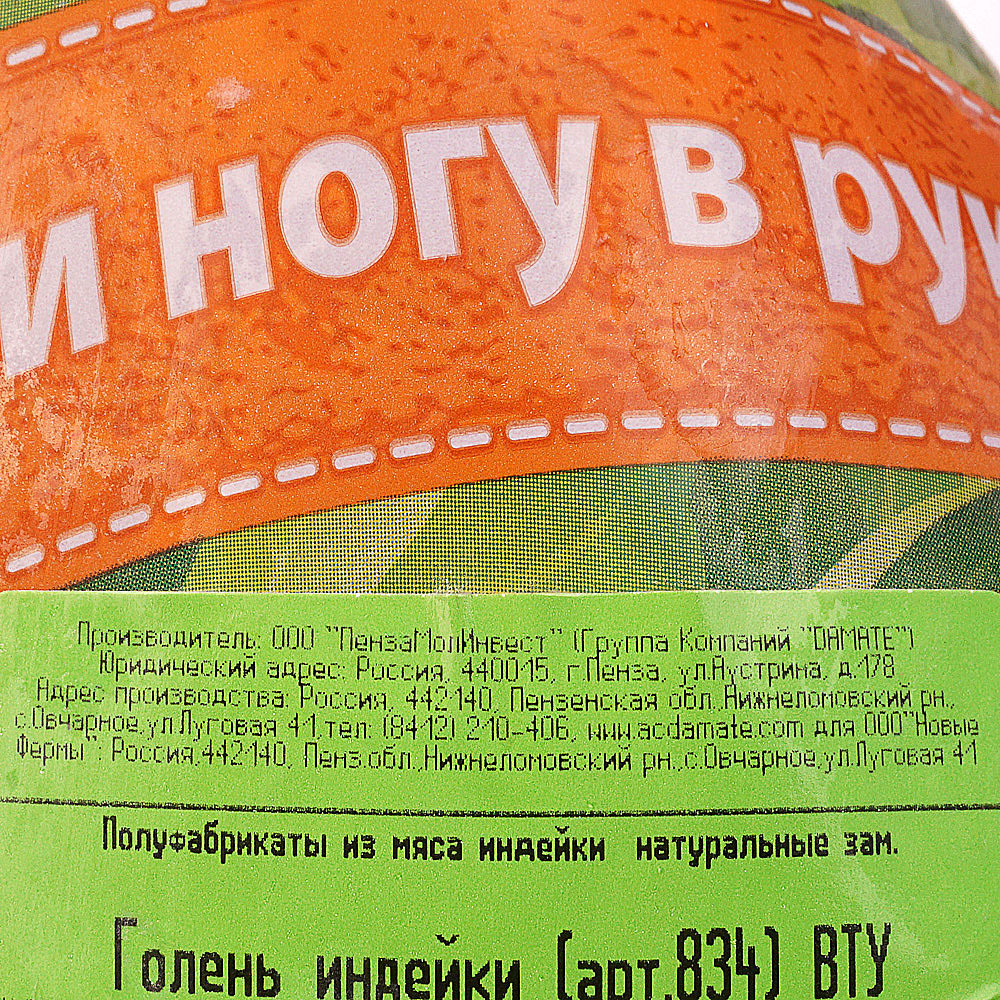 и ногу в рук
Производитель: ООО "ПензаМолИнвест" (Группа Компаний "DAMATE")
Юридический адрес: Россия, 440015, г.Пенза, ул.Аустрина, д.178
Адрес производства: Россия, 442140, Пензенская обл.,Нижнеломовский рн.,
с.Овчарное,ул.Луговая 41,тел: (8412) 210-406, www.acdamate.com для ООО"Новые
Фермы": Россия,442140, Пенз.обл.,Нижнеломовский рн.,с.Овчарное,ул.Луговая 41
Полуфабрикаты из мяса индейки натуральные зам.
Голень индейки (арт.834) ВТУ